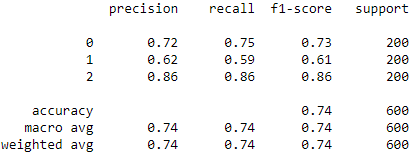 precision recall f1-score support
0 0.72 0.75 0.73 200
1 0.62 0.59 0.61 200
2 0.86 0.86 0.86 200
accuracy 0.74 600
macro avg 0.74 0.74 0.74 600
weighted avg 0.74 0.74 0.74 600